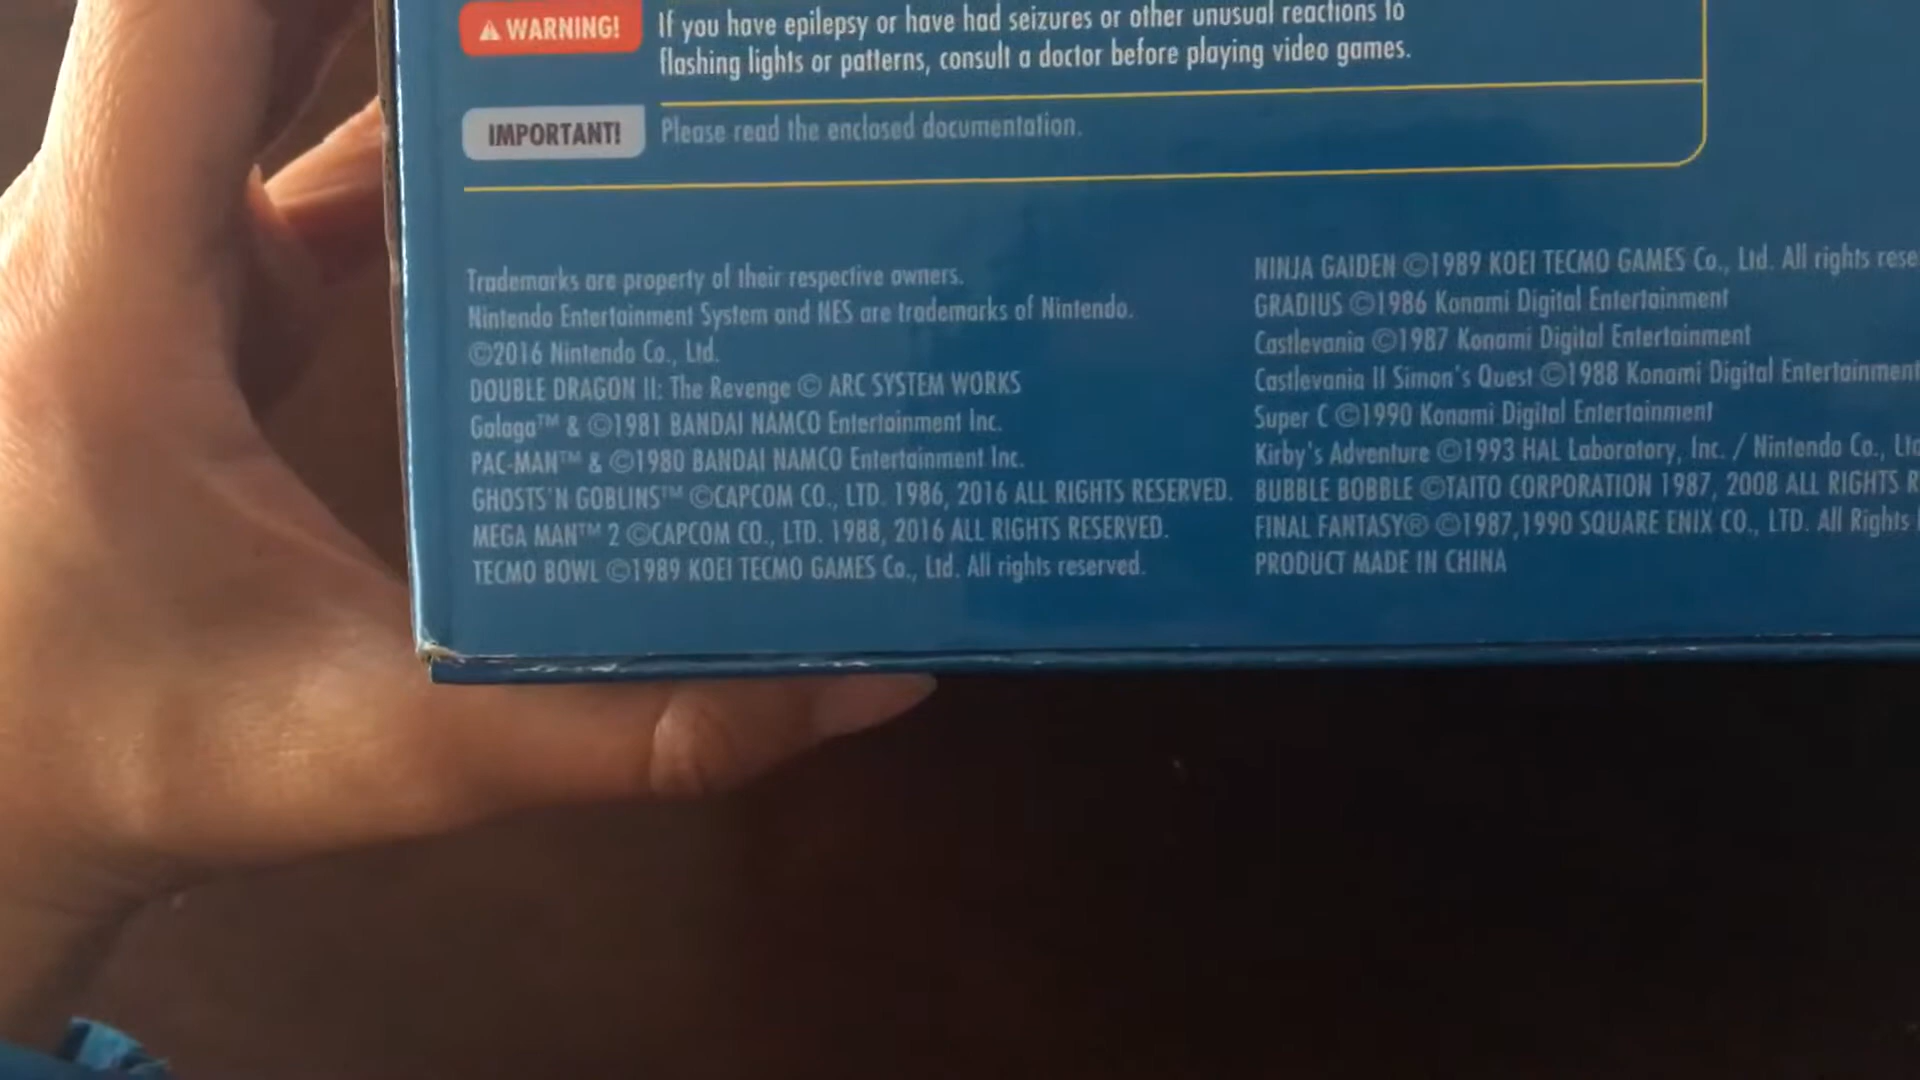 WARNING!
If you have epilepsy or have had seizures or other unusual reactions to
flashing lights or patterns, consult a doctor before playing video games.
IMPORTANT!
Please read the enclosed documentation.
Trademarks are property of their respective owners.
Nintendo Entertainment System and NES are trademarks of Nintendo.
©2016 Nintendo Co., Ltd.
DOUBLE DRAGON II: The Revenge © ARC SYSTEM WORKS
Galaga™ & ©1981 BANDAI NAMCO Entertainment Inc.
PAC-MAN™ & ©1980 BANDAI NAMCO Entertainment Inc.
GHOSTS'N GOBLINS™ ©CAPCOM CO., LTD. 1986, 2016 ALL RIGHTS RESERVED.
MEGA MAN™ 2 ©CAPCOM CO., LTD. 1988, 2016 ALL RIGHTS RESERVED.
TECMO BOWL ©1989 KOEI TECMO GAMES Co., Ltd. All rights reserved.
NINJA GAIDEN ©1989 KOEI TECMO GAMES Co., Ltd. All rights rese
GRADIUS ©1986 Konami Digital Entertainment
Castlevania ©1987 Konami Digital Entertainment
Castlevania II Simon's Quest ©1988 Konami Digital Entertainment
Super C ©1990 Konami Digital Entertainment
Kirby's Adventure ©1993 HAL Laboratory, Inc. / Nintendo Co., Ltd
BUBBLE BOBBLE ©TAITO CORPORATION 1987, 2008 ALL RIGHTS R
FINAL FANTASY® ©1987,1990 SQUARE ENIX CO., LTD. All Rights
PRODUCT MADE IN CHINA